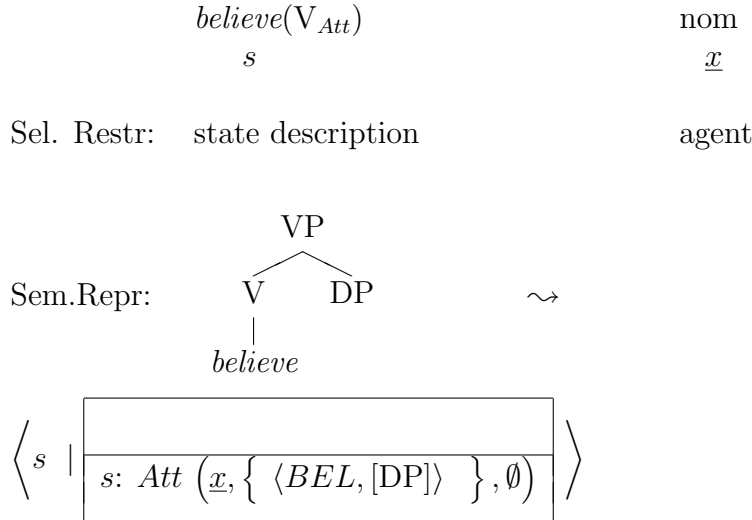 believe(V_Att) nom
s x
Sel. Restr: state description agent
VP
Sem.Repr: V DP ⇝
believe
⟨ s |
s: Att (x, { ⟨BEL, [DP]⟩ }, ∅) ⟩